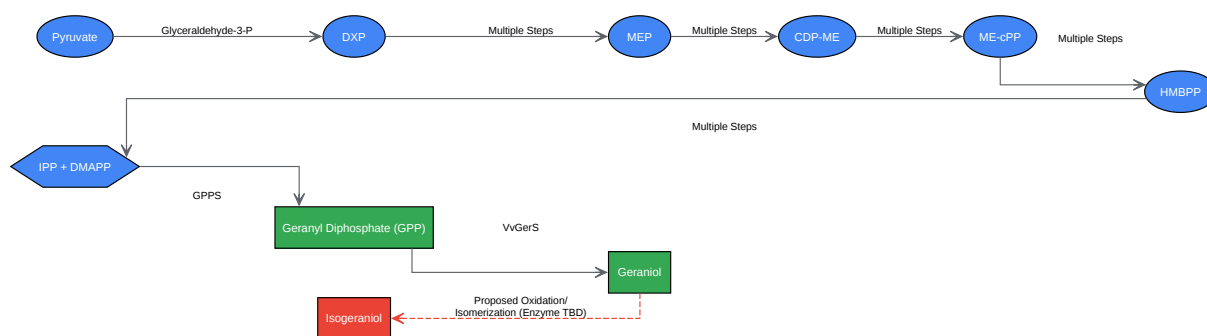 Pyruvate
Glyceraldehyde-3-P
DXP
Multiple Steps
MEP
Multiple Steps
CDP-ME
Multiple Steps
ME-cPP
Multiple Steps
HMBPP
Multiple Steps
IPP + DMAPP
GPPS
Geranyl Diphosphate (GPP)
VvGerS
Geraniol
Proposed Oxidation/
Isomerization (Enzyme TBD)
Isogeraniol